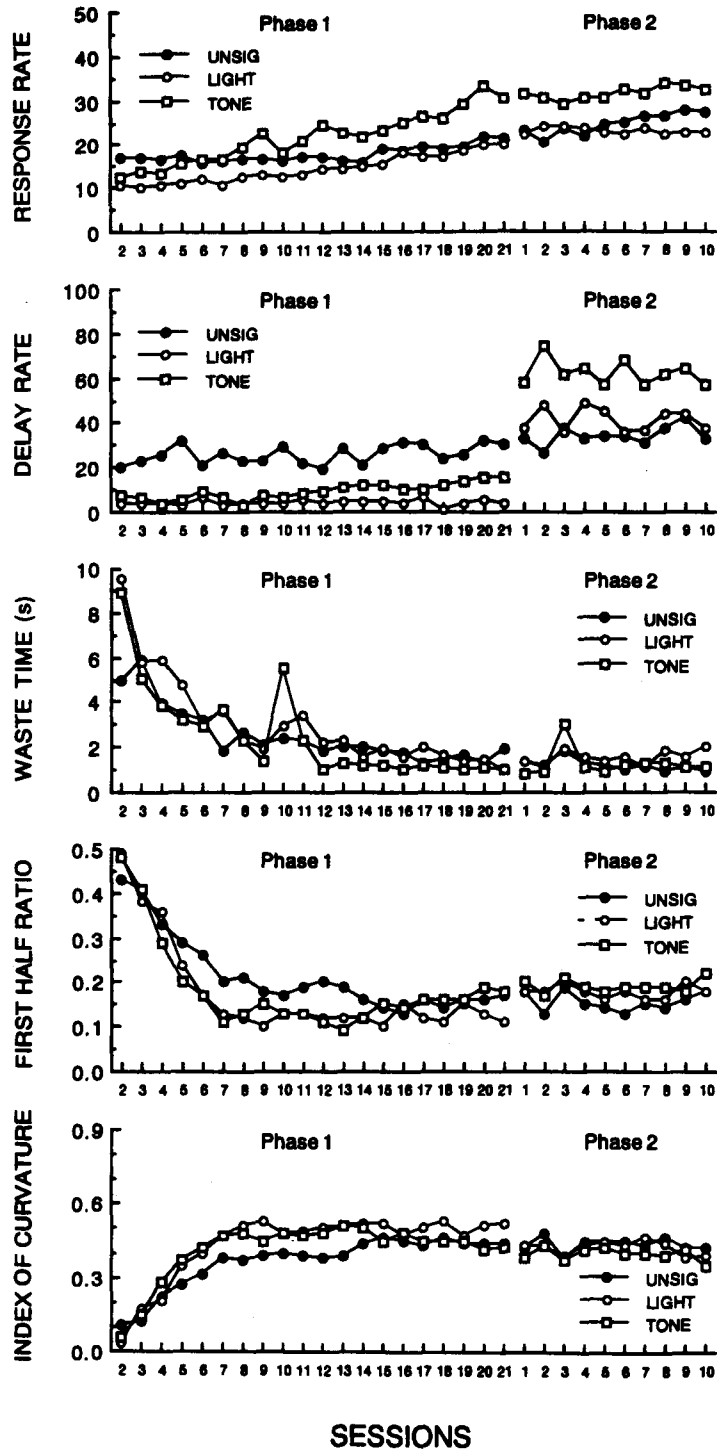 Phase 1
Phase 2
UNSIG
LIGHT
TONE
RESPONSE RATE
50
40
30
20
10
0
2 3 4 5 6 7 8 9 10 11 12 13 14 15 16 17 18 19 20 21 1 2 3 4 5 6 7 8 9 10
Phase 1
Phase 2
UNSIG
LIGHT
TONE
DELAY RATE
100
80
60
40
20
0
2 3 4 5 6 7 8 9 10 11 12 13 14 15 16 17 18 19 20 21 1 2 3 4 5 6 7 8 9 10
Phase 1
Phase 2
UNSIG
LIGHT
TONE
WASTE TIME (s)
10
8
6
4
2
0
2 3 4 5 6 7 8 9 10 11 12 13 14 15 16 17 18 19 20 21 1 2 3 4 5 6 7 8 9 10
Phase 1
Phase 2
UNSIG
LIGHT
TONE
FIRST HALF RATIO
0.5
0.4
0.3
0.2
0.1
0.0
2 3 4 5 6 7 8 9 10 11 12 13 14 15 16 17 18 19 20 21 1 2 3 4 5 6 7 8 9 10
Phase 1
Phase 2
UNSIG
LIGHT
TONE
INDEX OF CURVATURE
0.9
0.6
0.3
0.0
2 3 4 5 6 7 8 9 10 11 12 13 14 15 16 17 18 19 20 21 1 2 3 4 5 6 7 8 9 10
SESSIONS